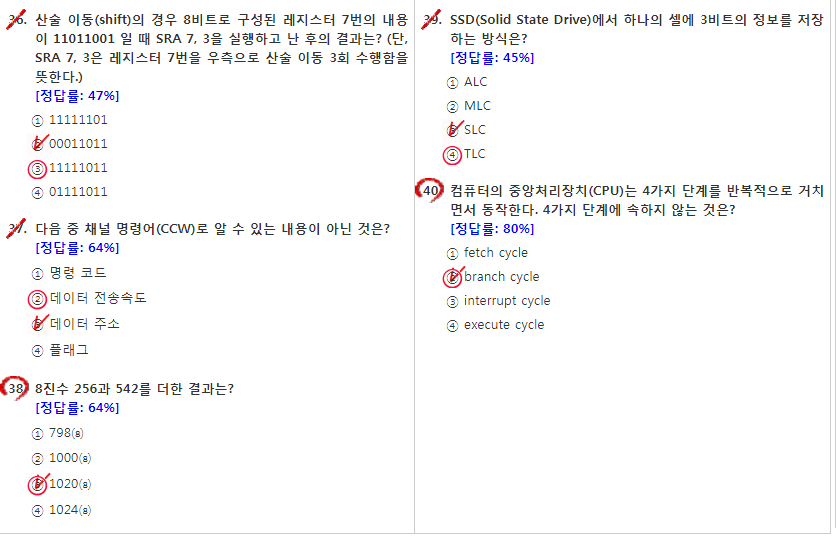 36. 산술 이동(shift)의 경우 8비트로 구성된 레지스터 7번의 내용
이 11011001 일 때 SRA 7, 3을 실행하고 난 후의 결과는? (단,
SRA 7, 3은 레지스터 7번을 우측으로 산술 이동 3회 수행함을
뜻한다.)
[정답률: 47%]
① 11111101
② 00011011
③ 11111011
④ 01111011
37. 다음 중 채널 명령어(CCW)로 알 수 있는 내용이 아닌 것은?
[정답률: 64%]
① 명령 코드
② 데이터 전송속도
③ 데이터 주소
④ 플래그
38. 8진수 256과 542를 더한 결과는?
[정답률: 64%]
① 798(8)
② 1000(8)
③ 1020(8)
④ 1024(8)
39. SSD(Solid State Drive)에서 하나의 셀에 3비트의 정보를 저장
하는 방식은?
[정답률: 45%]
① ALC
② MLC
③ SLC
④ TLC
40. 컴퓨터의 중앙처리장치(CPU)는 4가지 단계를 반복적으로 거치
면서 동작한다. 4가지 단계에 속하지 않는 것은?
[정답률: 80%]
① fetch cycle
② branch cycle
③ interrupt cycle
④ execute cycle